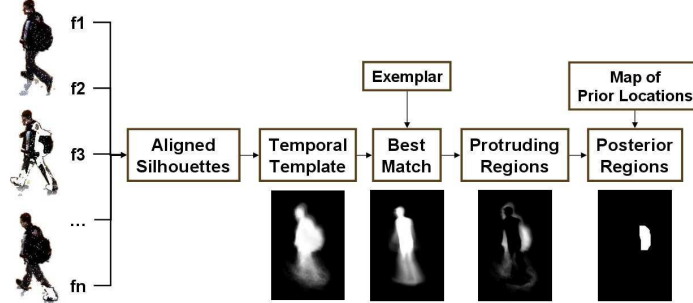 f1
f2
f3
...
fn
Aligned
Silhouettes
Temporal
Template
Exemplar
Best
Match
Protruding
Regions
Map of
Prior Locations
Posterior
Regions